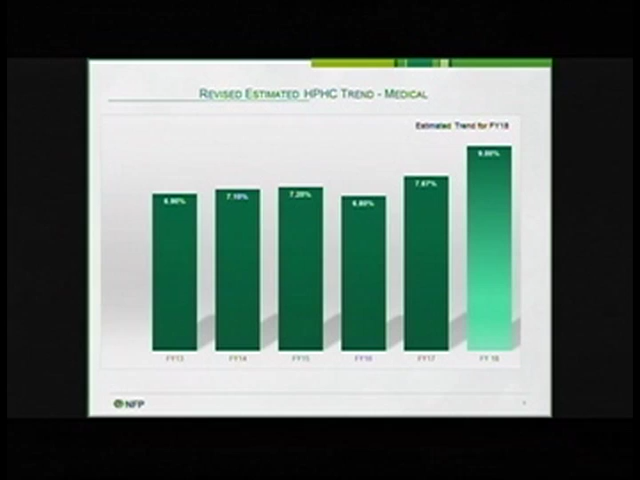 REVISED ESTIMATED HPHC TREND - MEDICAL
Estimated Trend for FY18
6.90% 7.10% 7.20% 6.80% 7.67% 9.00%
FY13 FY14 FY15 FY16 FY17 FY 18
NFP